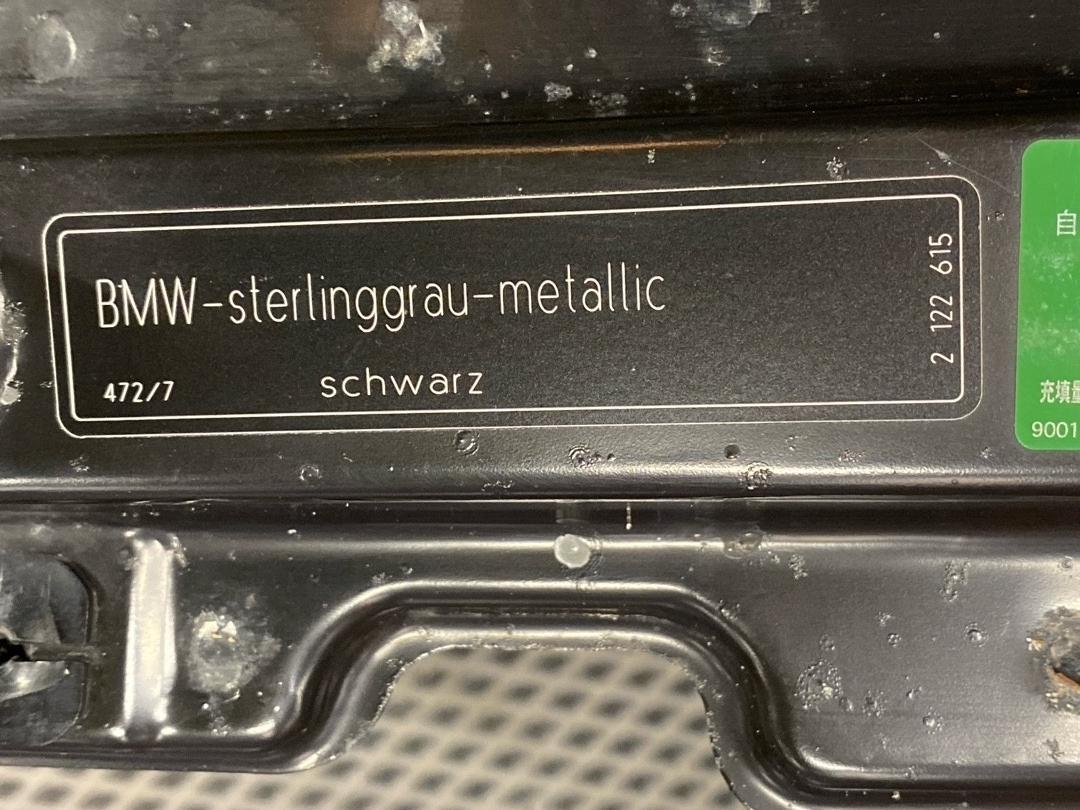 BMW-sterlinggrau-metallic
472/7 schwarz
2 122 615
自
充填量
9001